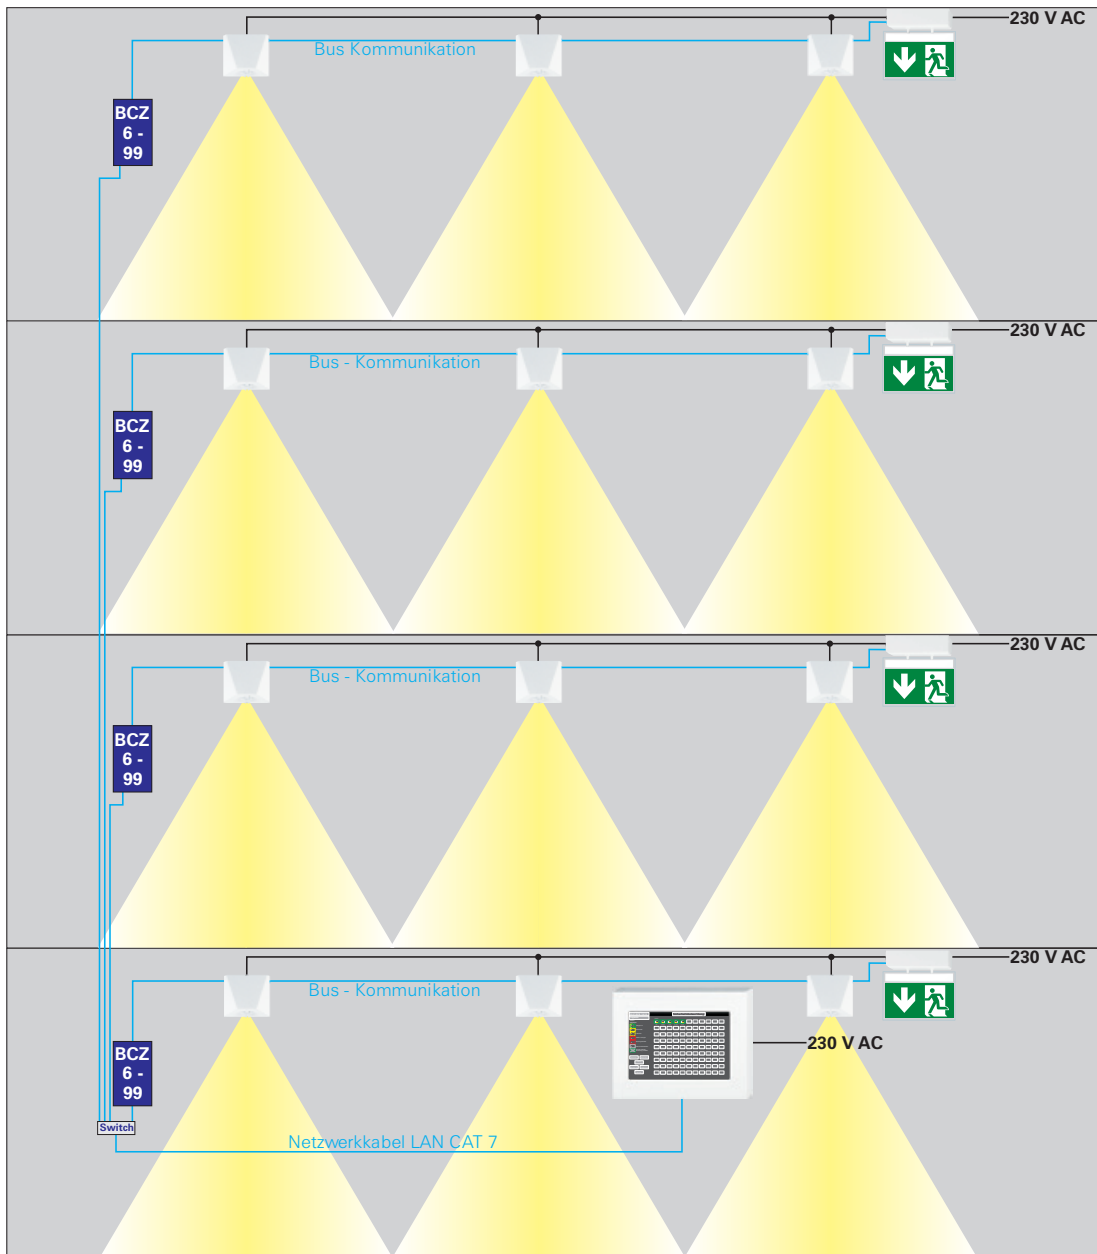 230 V AC
Bus Kommunikation
BCZ
6 -
99
230 V AC
Bus - Kommunikation
BCZ
6 -
99
230 V AC
Bus - Kommunikation
BCZ
6 -
99
230 V AC
Bus - Kommunikation
230 V AC
BCZ
6 -
99
Switch
Netzwerkkabel LAN CAT 7